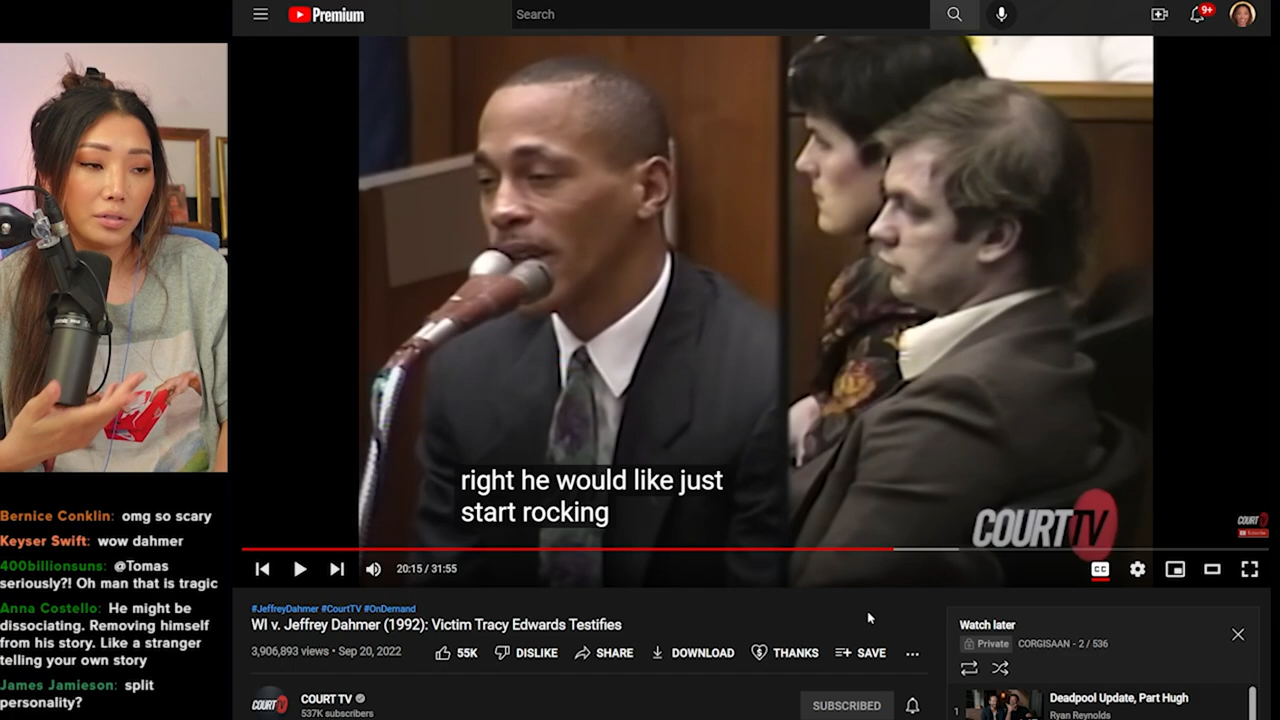 Premium
Search
9+
right he would like just
start rocking
COURT TV
COURT
20:15 / 31:55
CC
Bernice Conklin: omg so scary
Keyser Swift: wow dahmer
400billionsuns: @Tomas
seriously?! Oh man that is tragic
Anna Costello: He might be
dissociating. Removing himself
from his story. Like a stranger
telling your own story
James Jamieson: split
personality?
#JeffreyDahmer #CourtTV #OnDemand
WI v. Jeffrey Dahmer (1992): Victim Tracy Edwards Testifies
3,906,893 views • Sep 20, 2022
55K
DISLIKE
SHARE
DOWNLOAD
THANKS
SAVE
COURT TV
537K subscribers
SUBSCRIBED
Watch later
Private
CORGISAAN - 2 / 536
1
Deadpool Update, Part Hugh
Ryan Reynolds